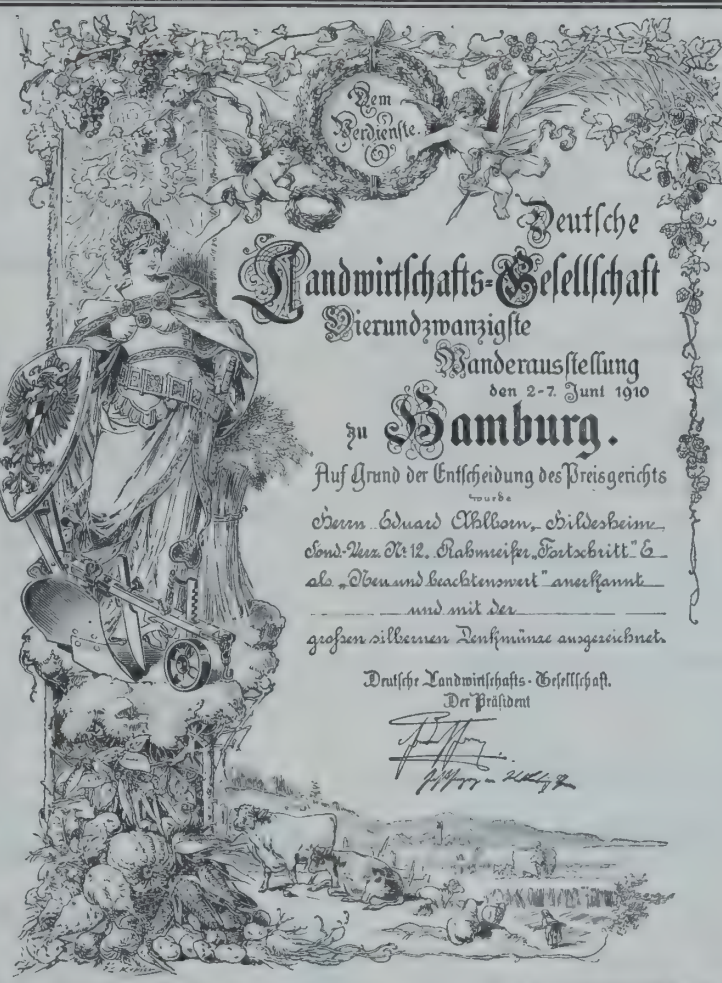 Dem
Verdienste.
Deutsche
Landwirtschafts-Gesellschaft
Vierundzwanzigste
Wanderausstellung
den 2-7. Juni 1910
zu Hamburg.
Auf Grund der Entscheidung des Preisgerichts
wurde
Herrn Eduard Ahlborn, Hildesheim,
Sond.-Verz. No 12. Rahmreifer „Fortschritt“ E
als „Neu und beachtenswert“ anerkannt
und mit der
großen silbernen Denkmünze ausgezeichnet.
Deutsche Landwirtschafts-Gesellschaft.
Der Präsident